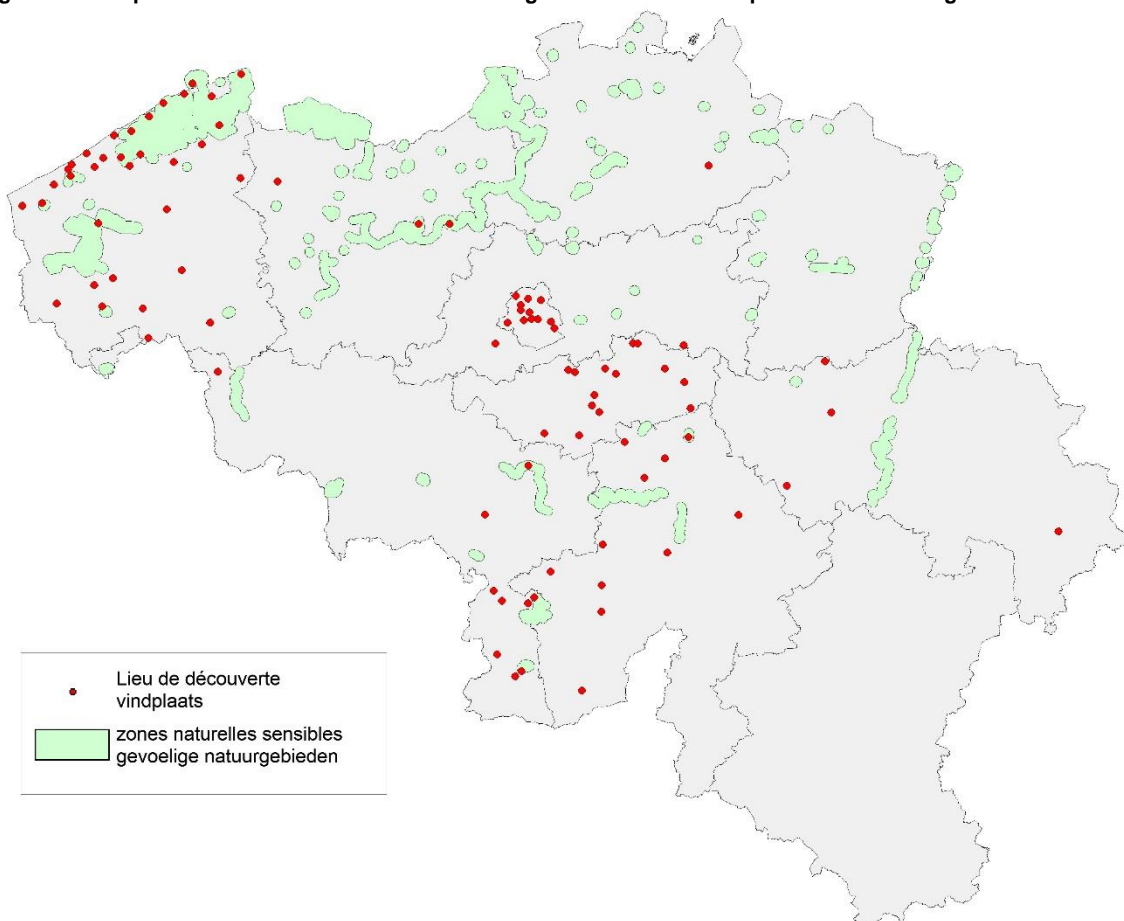 Lieu de découverte
vindplaats
zones naturelles sensibles
gevoelige natuurgebieden